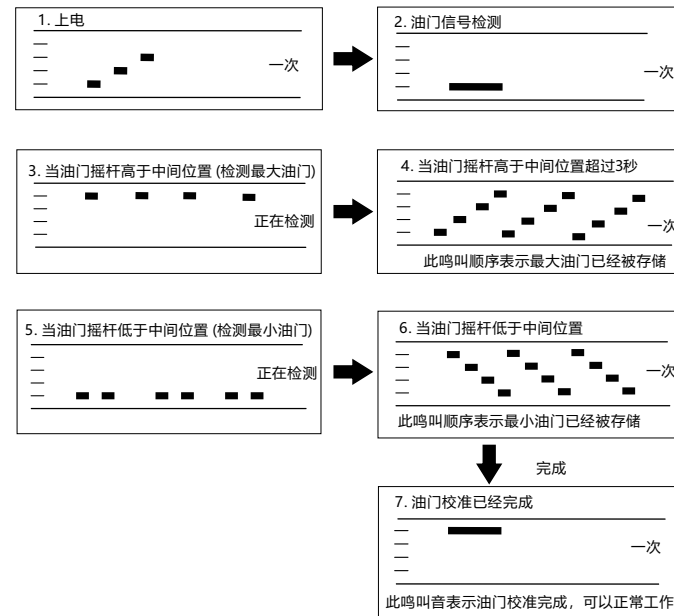 1. 上电
一次
2. 油门信号检测
一次
3. 当油门摇杆高于中间位置 (检测最大油门)
正在检测
4. 当油门摇杆高于中间位置超过3秒
一次
此鸣叫顺序表示最大油门已经被存储
5. 当油门摇杆低于中间位置 (检测最小油门)
正在检测
6. 当油门摇杆低于中间位置
一次
此鸣叫顺序表示最小油门已经被存储
完成
7. 油门校准已经完成
一次
此鸣叫音表示油门校准完成，可以正常工作